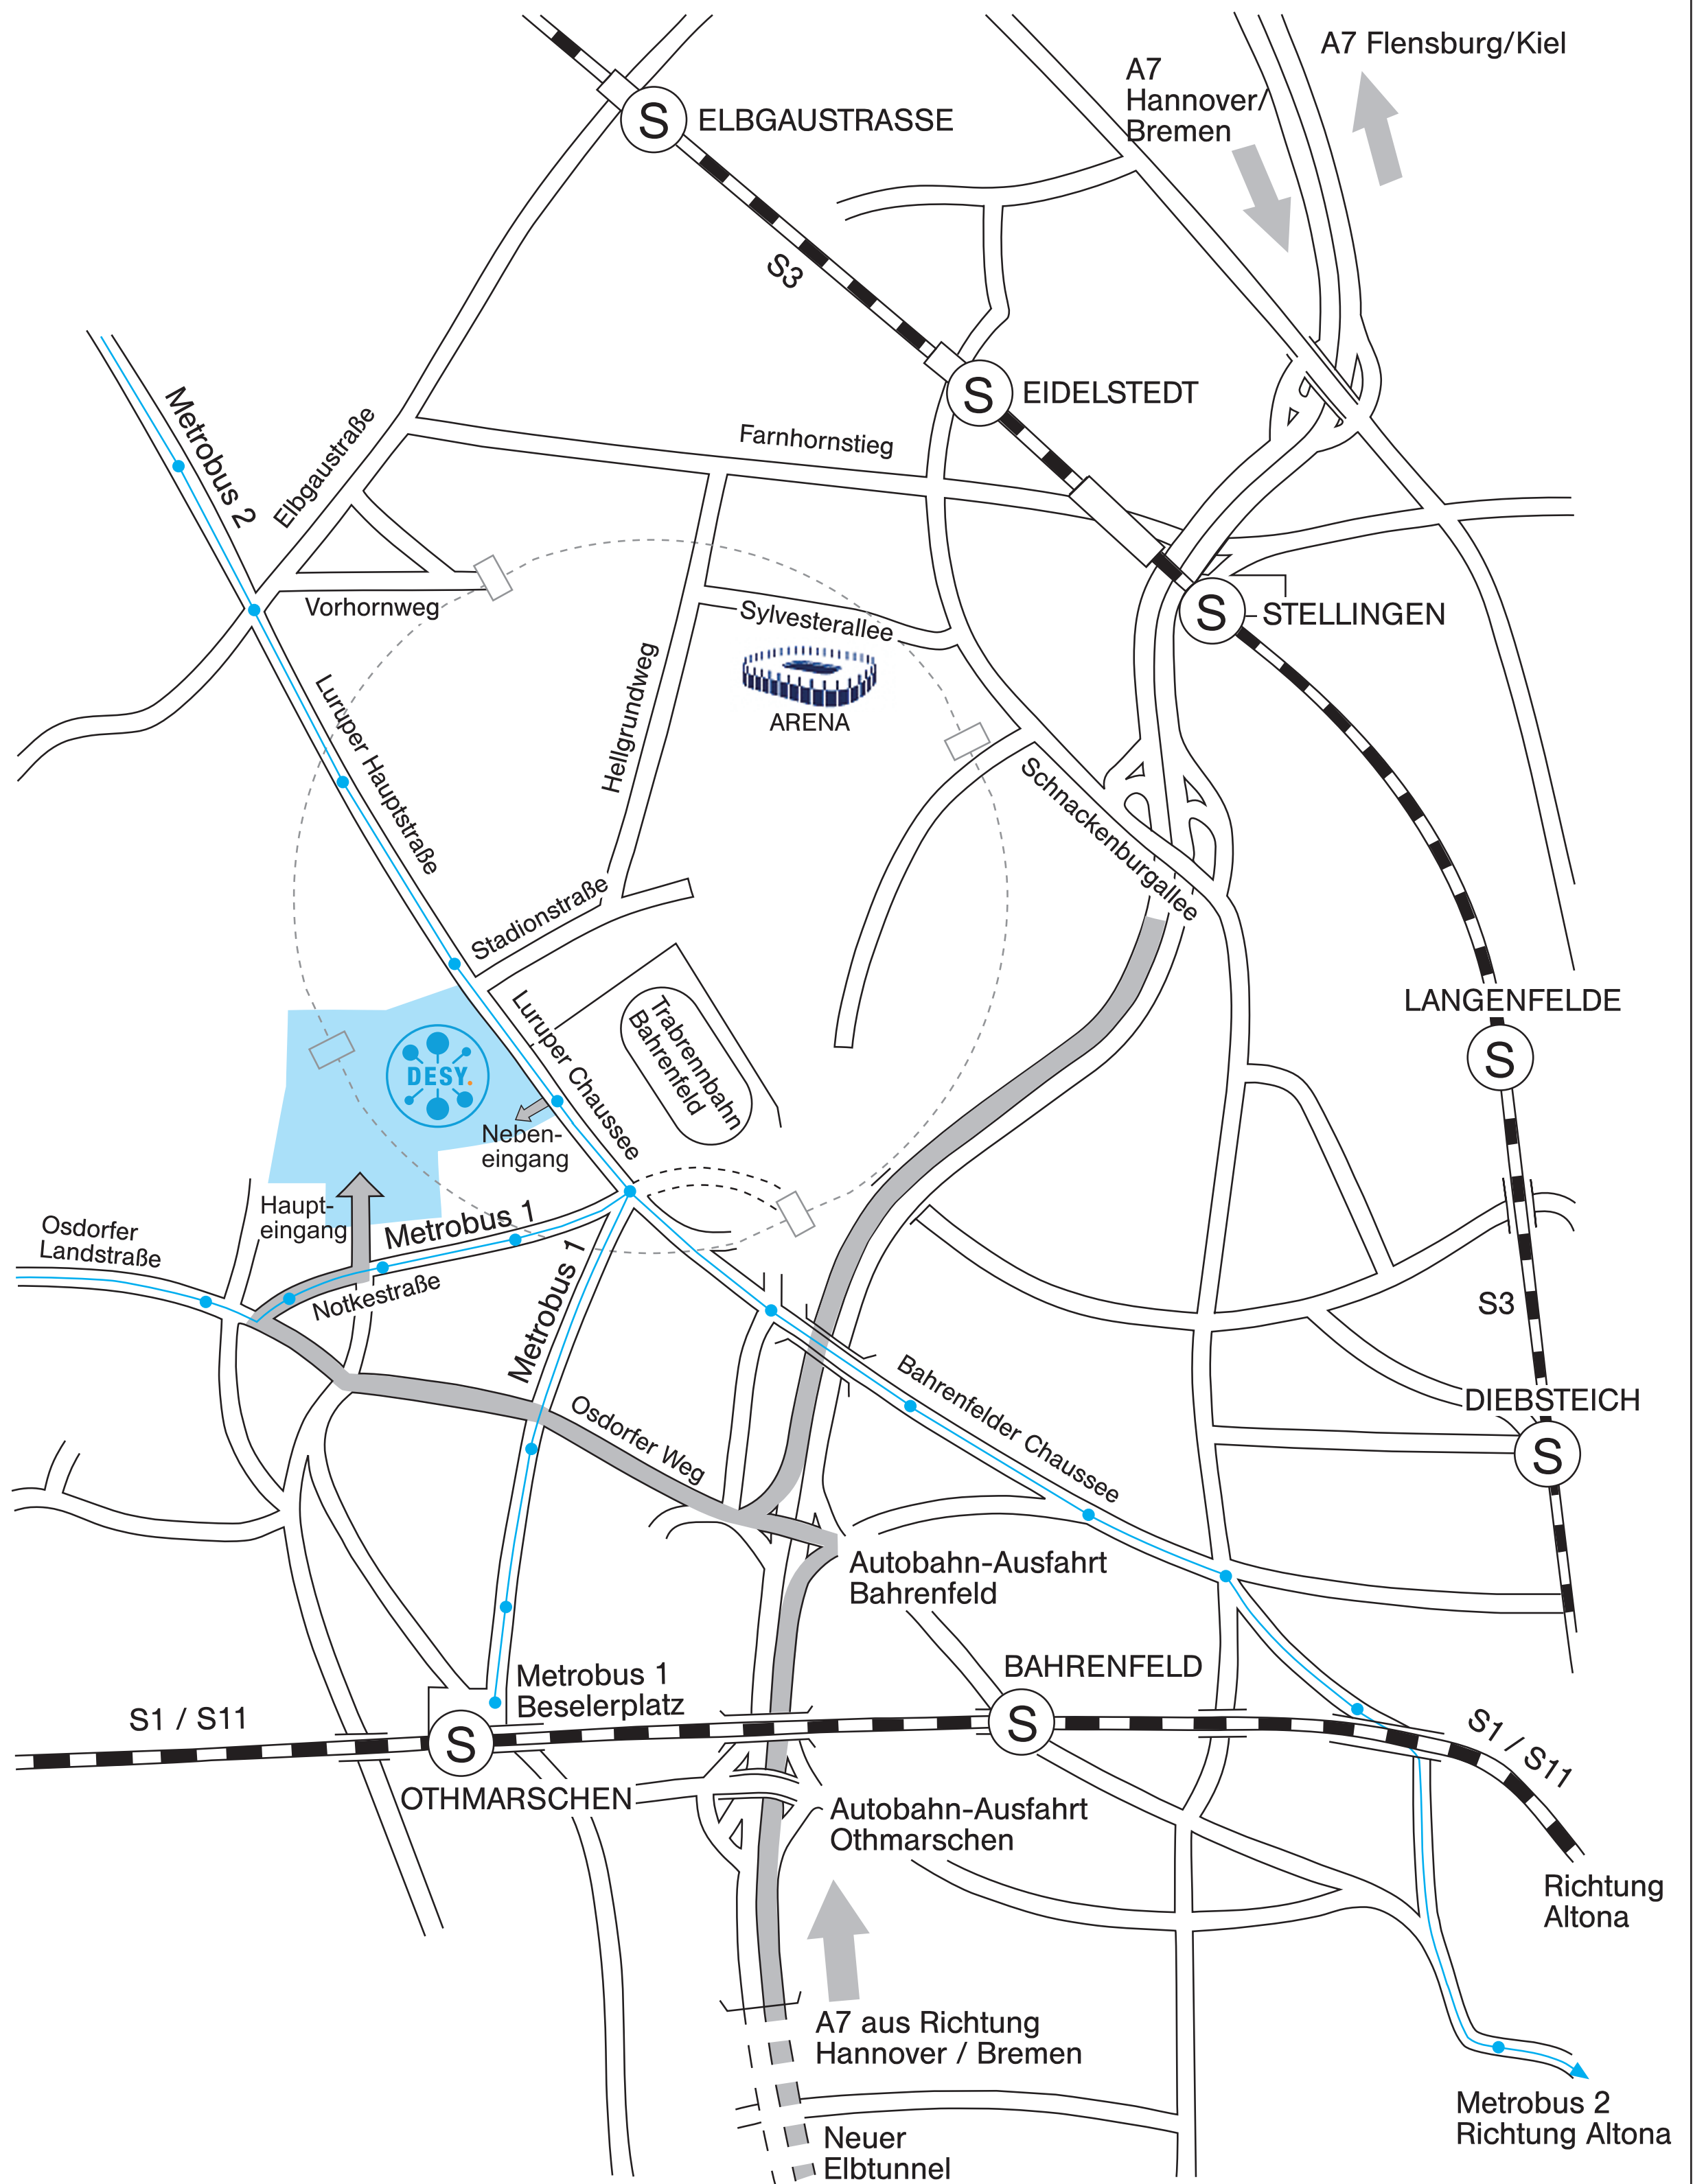 A7 Flensburg/Kiel
A7
Hannover/
Bremen
S
ELBGAUSTRASSE
S3
S
EIDELSTEDT
Metrobus 2
Elbgaustraße
Farnhornstieg
Vorhornweg
Sylvesterallee
S
STELLINGEN
ARENA
Hellgrundweg
Luruper Hauptstraße
Schnackenburgallee
Stadionstraße
LANGENFELDE
S
Luruper Chaussee
Trabrennbahn
Bahrenfeld
DESY.
Neben-
eingang
Haupt-
eingang
Metrobus 1
Osdorfer
Landstraße
Notkestraße
Metrobus 1
S3
Bahrenfelder Chaussee
DIEBSTEICH
S
Osdorfer Weg
Autobahn-Ausfahrt
Bahrenfeld
Metrobus 1
Beselerplatz
BAHRENFELD
S
S1 / S11
S
OTHMARSCHEN
S1 / S11
Autobahn-Ausfahrt
Othmarschen
Richtung
Altona
A7 aus Richtung
Hannover / Bremen
Metrobus 2
Richtung Altona
Neuer
Elbtunnel